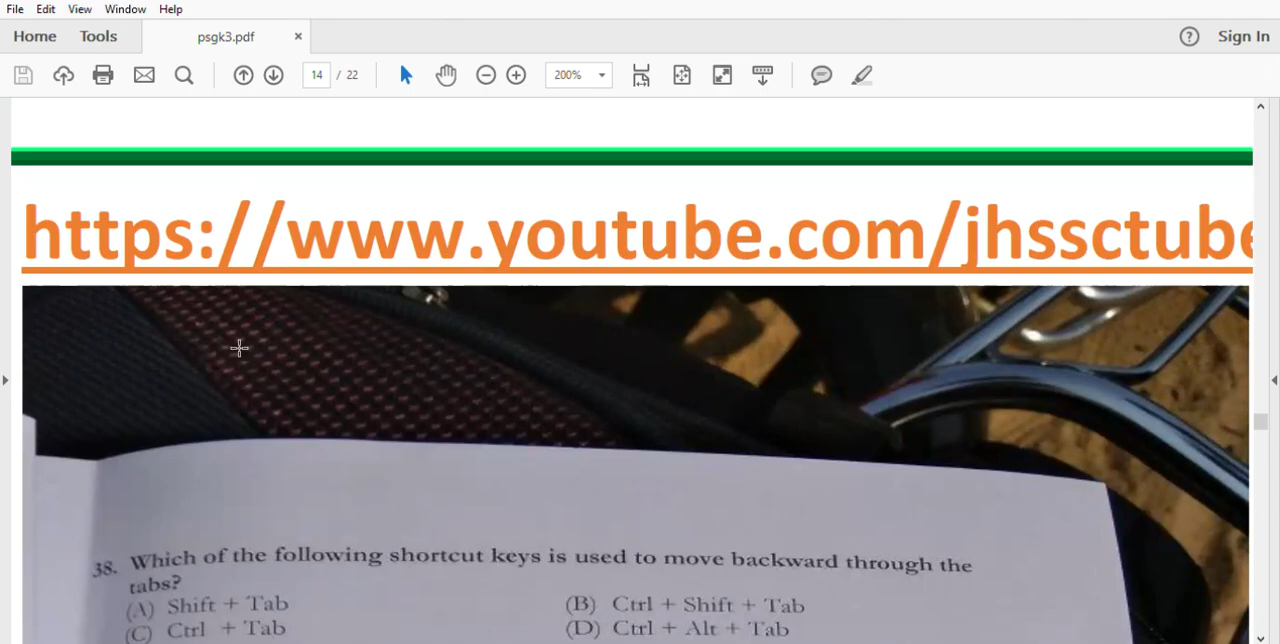 File Edit View Window Help
Home Tools psgk3.pdf × ? Sign In
14 / 22 200%
https://www.youtube.com/jhssctube
38. Which of the following shortcut keys is used to move backward through the
tabs?
(A) Shift + Tab (B) Ctrl + Shift + Tab
(C) Ctrl + Tab (D) Ctrl + Alt + Tab